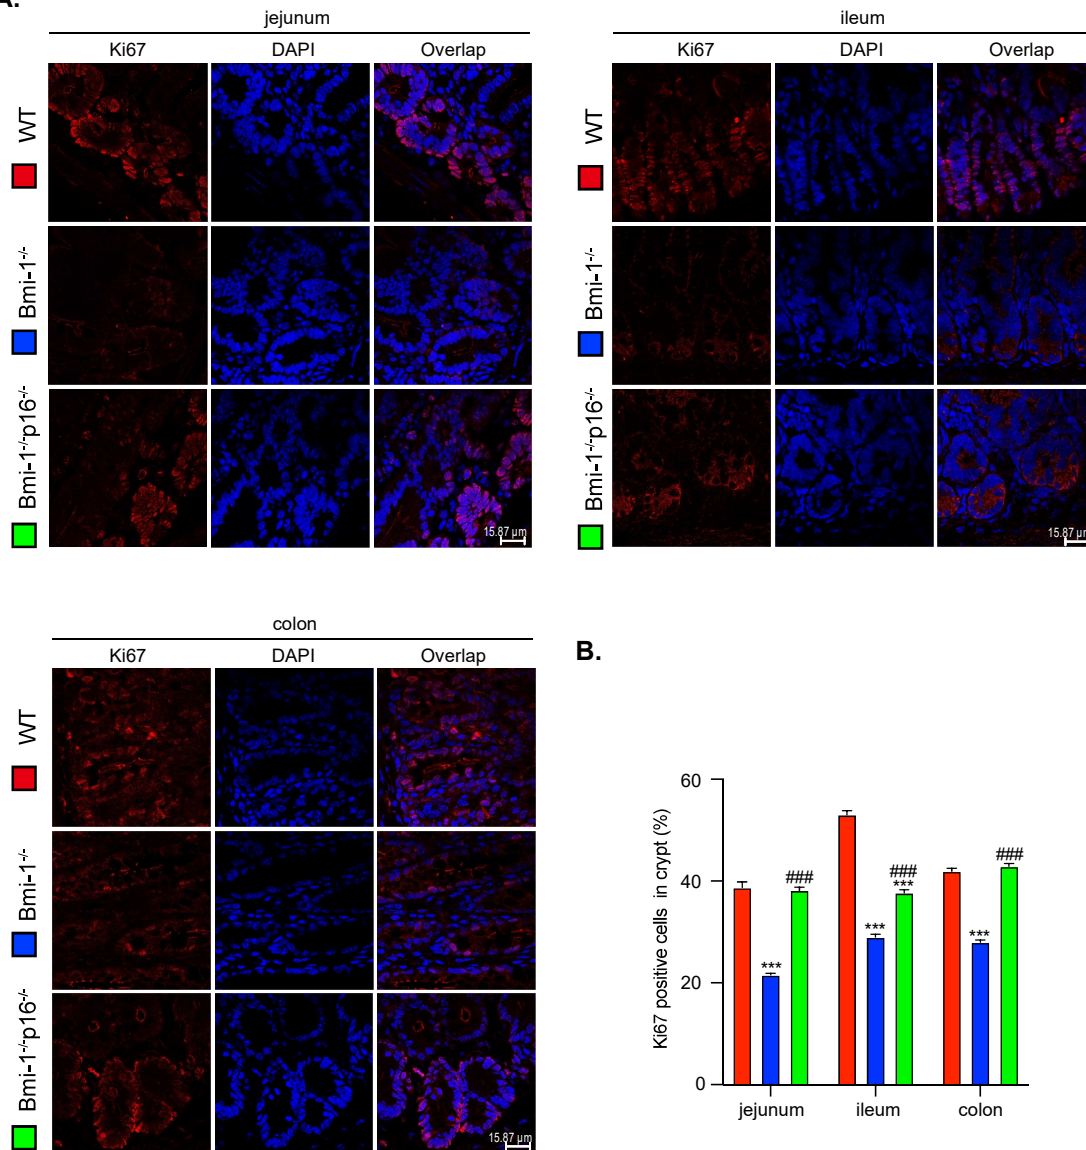 A.
jejunum
Ki67 DAPI Overlap
WT
Bmi-1-/-
Bmi-1-/-p16-/-
15.87 µm
ileum
Ki67 DAPI Overlap
WT
Bmi-1-/-
Bmi-1-/-p16-/-
15.87 µm
colon
Ki67 DAPI Overlap
WT
Bmi-1-/-
Bmi-1-/-p16-/-
15.87 µm
B.
Ki67 positive cells in crypt (%)
60
40
20
0
***
###
***
###
***
***
###
jejunum ileum colon